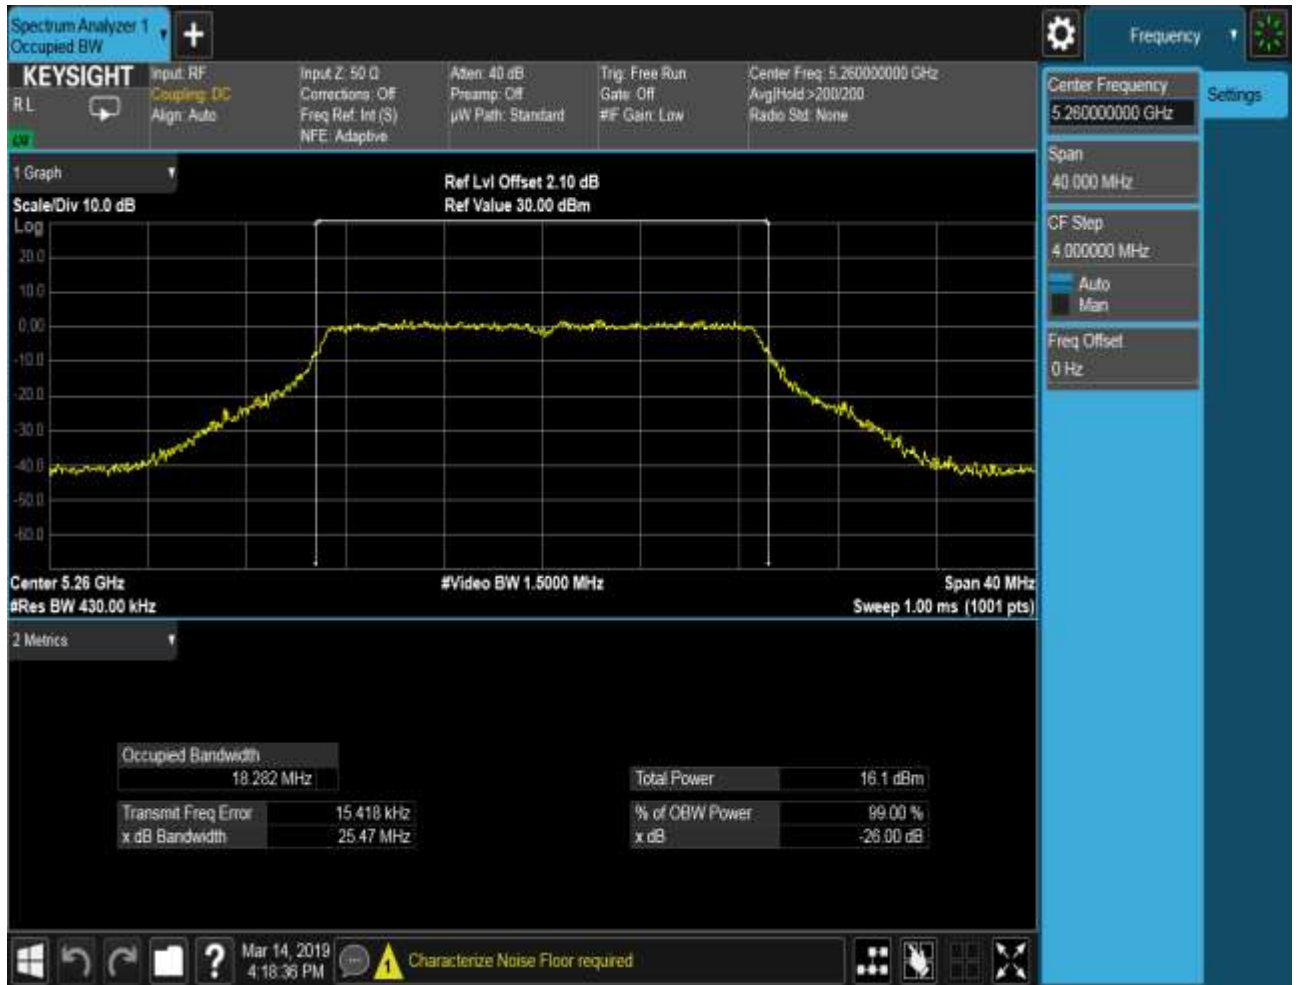 Spectrum Analyzer 1
Occupied BW
Frequency
KEYSIGHT
R L
Input: RF
Coupling: DC
Align: Auto
Input Z: 50 Ω
Corrections: Off
Freq Ref: Int (S)
NFE: Adaptive
Atten: 40 dB
Preamp: Off
µW Path: Standard
Trig: Free Run
Gate: Off
#IF Gain: Low
Center Freq: 5.260000000 GHz
Avg|Hold:>200/200
Radio Std: None
Center Frequency
5.260000000 GHz
Settings
Span
40.000 MHz
CF Step
4.000000 MHz
Auto
Man
Freq Offset
0 Hz
1 Graph
Scale/Div 10.0 dB
Ref Lvl Offset 2.10 dB
Ref Value 30.00 dBm
Log
20.0
10.0
0.00
-10.0
-20.0
-30.0
-40.0
-50.0
-60.0
Center 5.26 GHz
#Video BW 1.5000 MHz
Span 40 MHz
#Res BW 430.00 kHz
Sweep 1.00 ms (1001 pts)
2 Metrics
Occupied Bandwidth
18.282 MHz
Transmit Freq Error 15.418 kHz
x dB Bandwidth 25.47 MHz
Total Power 16.1 dBm
% of OBW Power 99.00 %
x dB -26.00 dB
?
Mar 14, 2019
4:18:36 PM
1
Characterize Noise Floor required